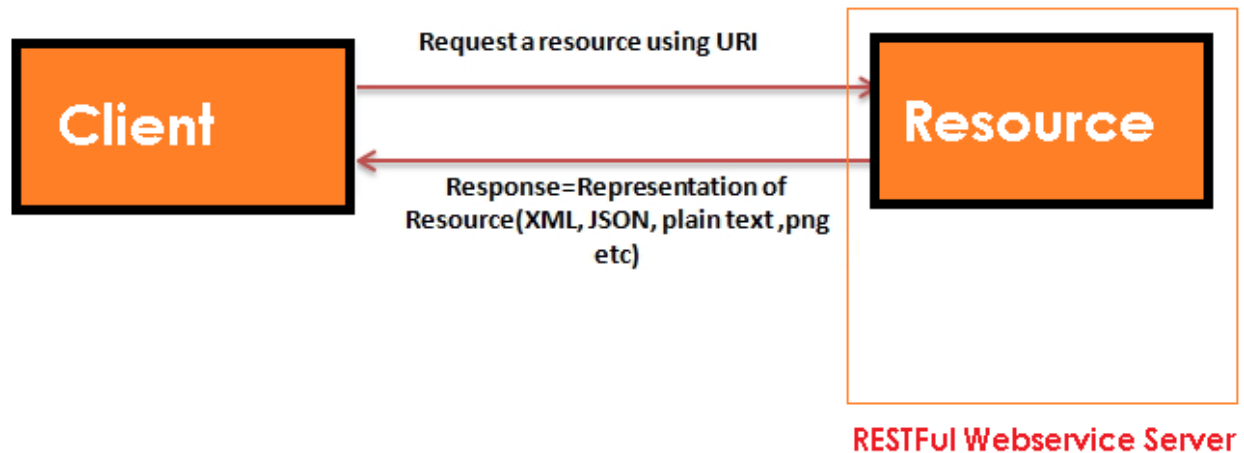 Request a resource using URI
Client
Resource
Response=Representation of
Resource(XML, JSON, plain text ,png
etc)
RESTFul Webservice Server